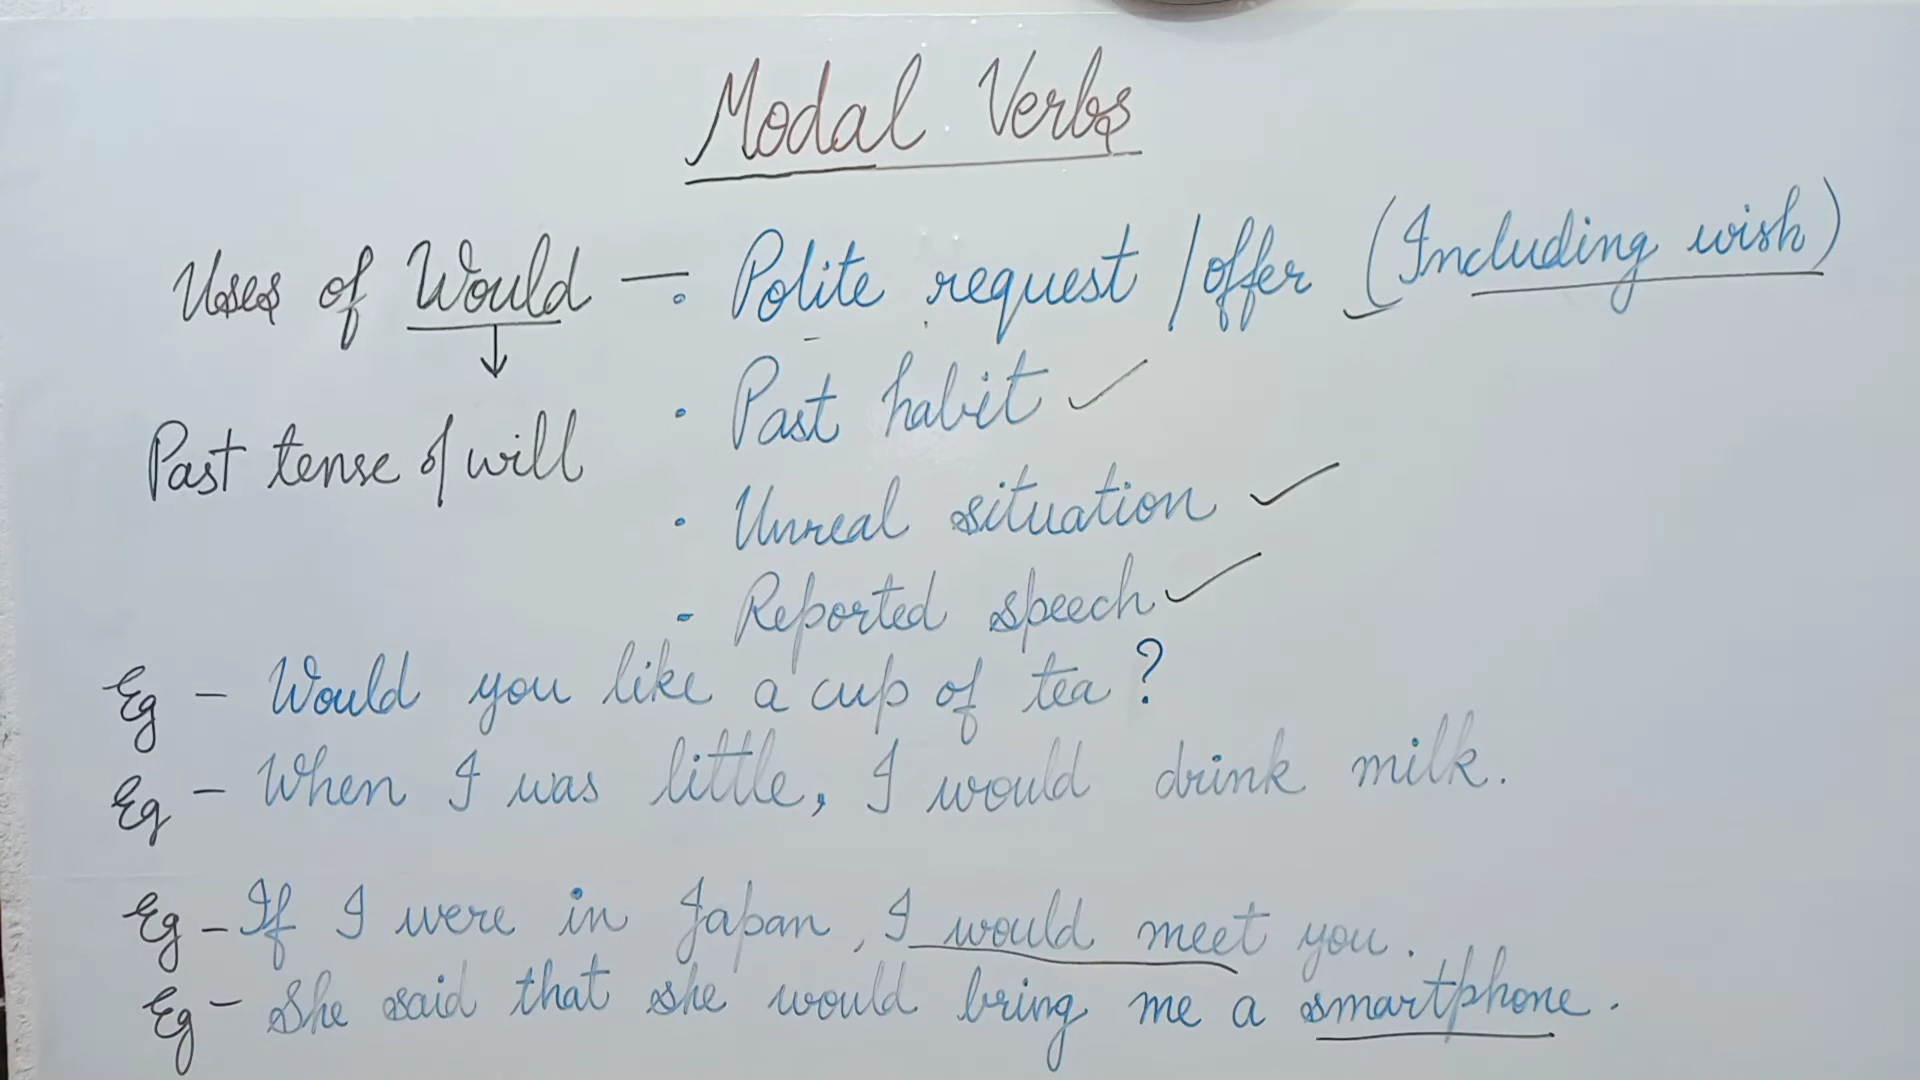 Modal Verbs
Uses of Would — • Polite request / offer (Including wish)
↓
• Past habit ✓
Past tense of will
• Unreal situation ✓
- Reported speech ✓
Eg - Would you like a cup of tea?
Eg - When I was little, I would drink milk.
Eg - If I were in Japan, I would meet you.
Eg - She said that she would bring me a smartphone.